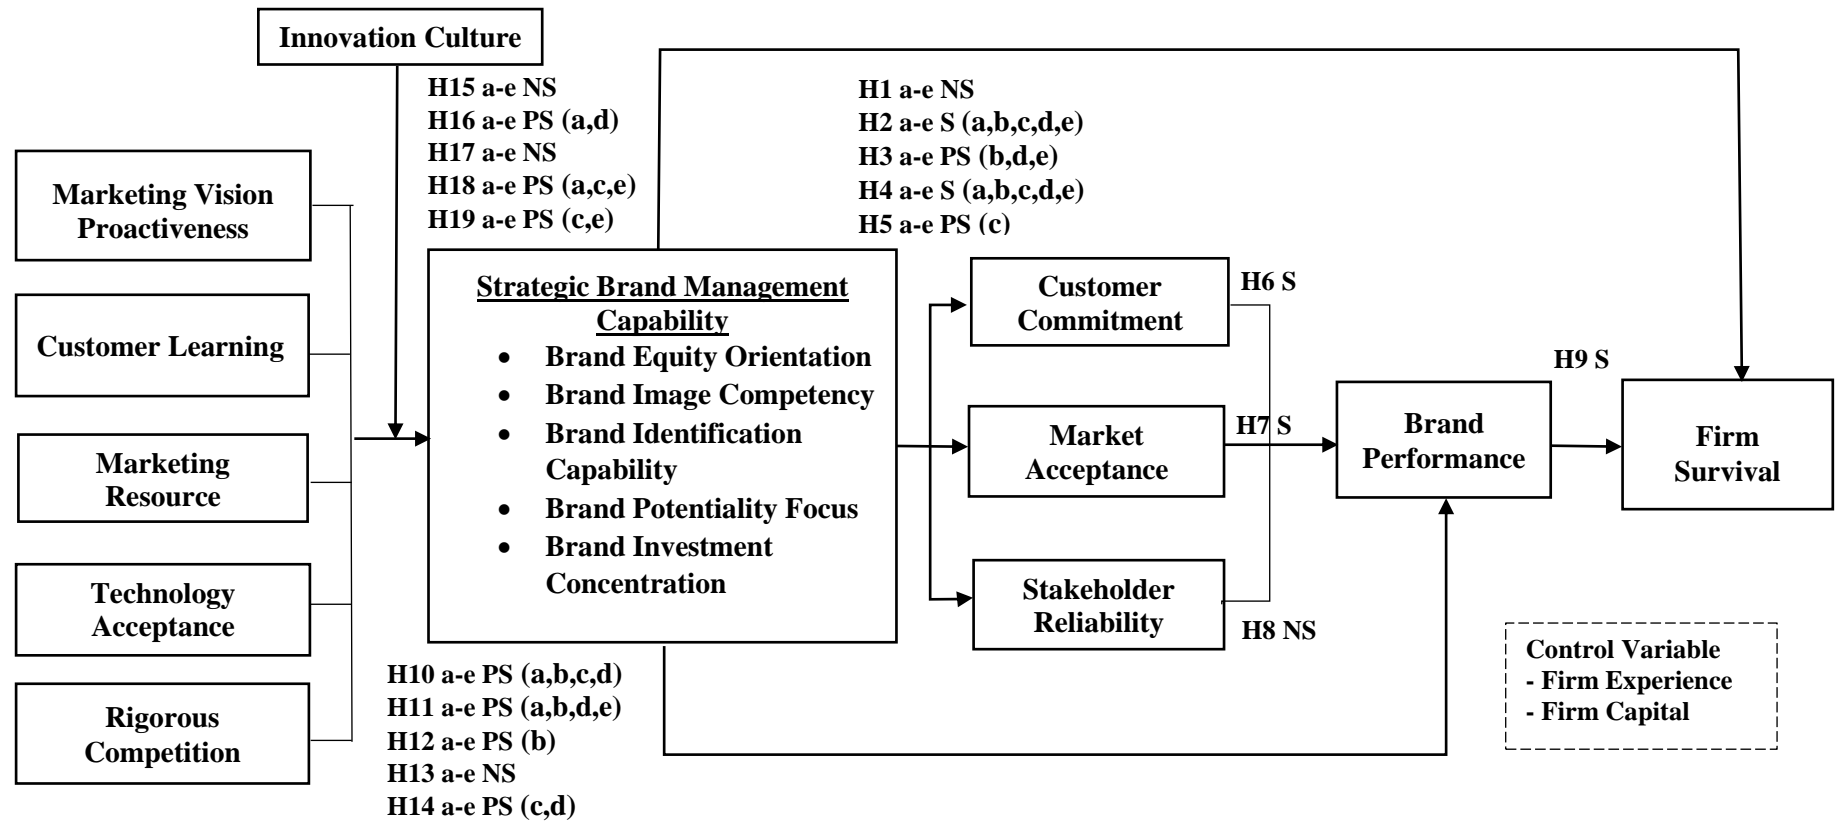 Innovation Culture
H15 a-e NS
H16 a-e PS (a,d)
H17 a-e NS
H18 a-e PS (a,c,e)
H19 a-e PS (c,e)
H1 a-e NS
H2 a-e S (a,b,c,d,e)
H3 a-e PS (b,d,e)
H4 a-e S (a,b,c,d,e)
H5 a-e PS (c)
Marketing Vision
Proactiveness
Customer Learning
Marketing
Resource
Technology
Acceptance
Rigorous
Competition
Strategic Brand Management
Capability
• Brand Equity Orientation
• Brand Image Competency
• Brand Identification
Capability
• Brand Potentiality Focus
• Brand Investment
Concentration
H10 a-e PS (a,b,c,d)
H11 a-e PS (a,b,d,e)
H12 a-e PS (b)
H13 a-e NS
H14 a-e PS (c,d)
Customer
Commitment
H6 S
Market
Acceptance
H7 S
Stakeholder
Reliability
H8 NS
Brand
Performance
H9 S
Firm
Survival
Control Variable
- Firm Experience
- Firm Capital